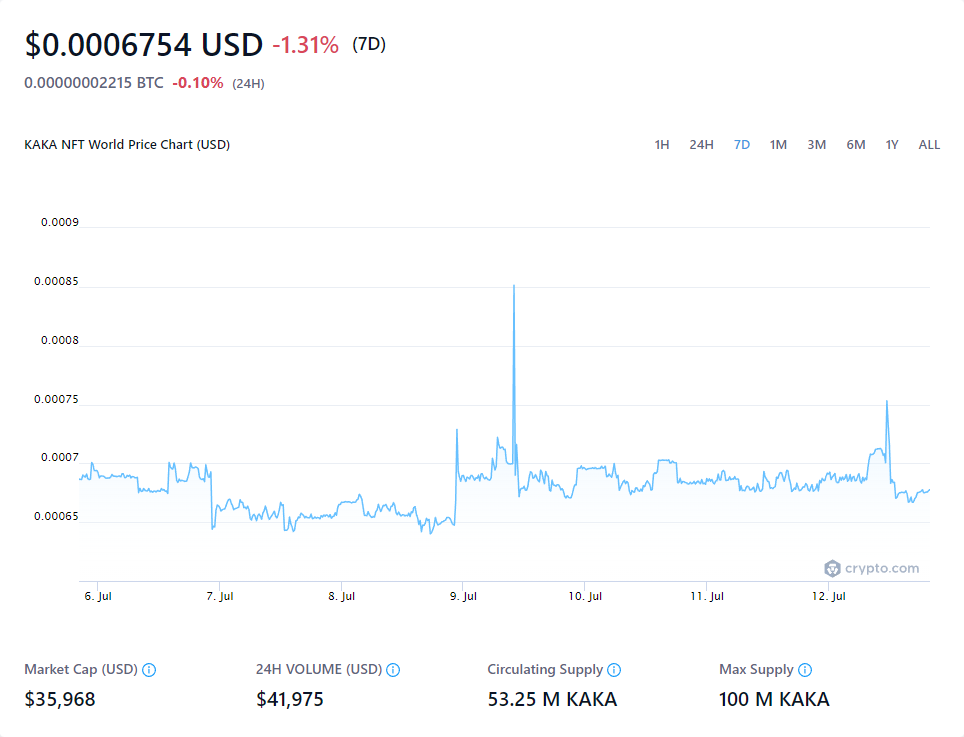 $0.0006754 USD -1.31% (7D)
0.00000002215 BTC -0.10% (24H)
KAKA NFT World Price Chart (USD) 1H 24H 7D 1M 3M 6M 1Y ALL
0.0009
0.00085
0.0008
0.00075
0.0007
0.00065
crypto.com
6. Jul 7. Jul 8. Jul 9. Jul 10. Jul 11. Jul 12. Jul
Market Cap (USD) 24H VOLUME (USD) Circulating Supply Max Supply
$35,968 $41,975 53.25 M KAKA 100 M KAKA